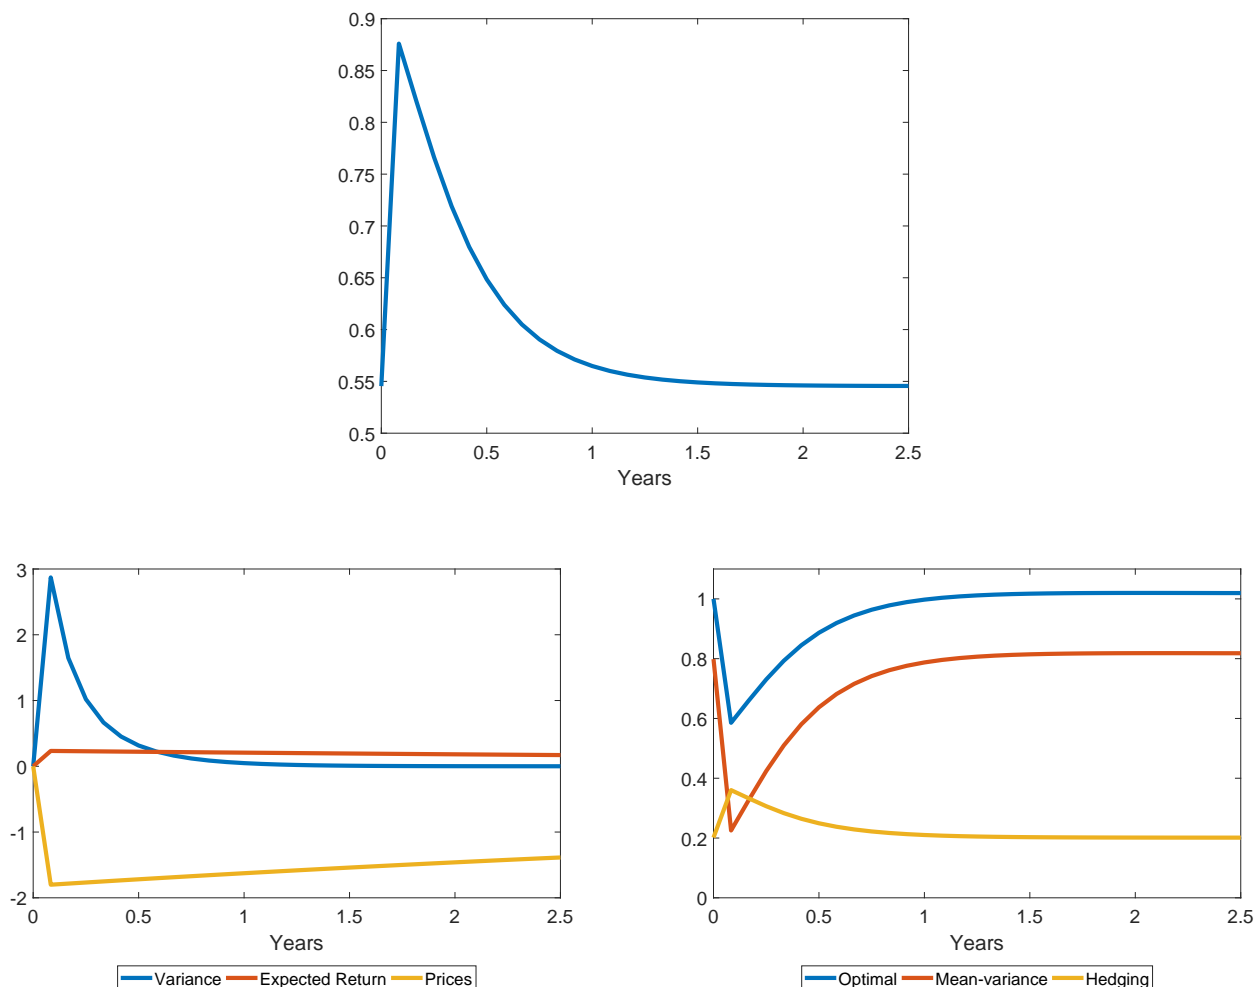 0.9
0.85
0.8
0.75
0.7
0.65
0.6
0.55
0.5
0 0.5 1 1.5 2 2.5
Years
3
2
1
0
-1
-2
0 0.5 1 1.5 2 2.5
Years
Variance Expected Return Prices
1
0.8
0.6
0.4
0.2
0
0 0.5 1 1.5 2 2.5
Years
Optimal Mean-variance Hedging